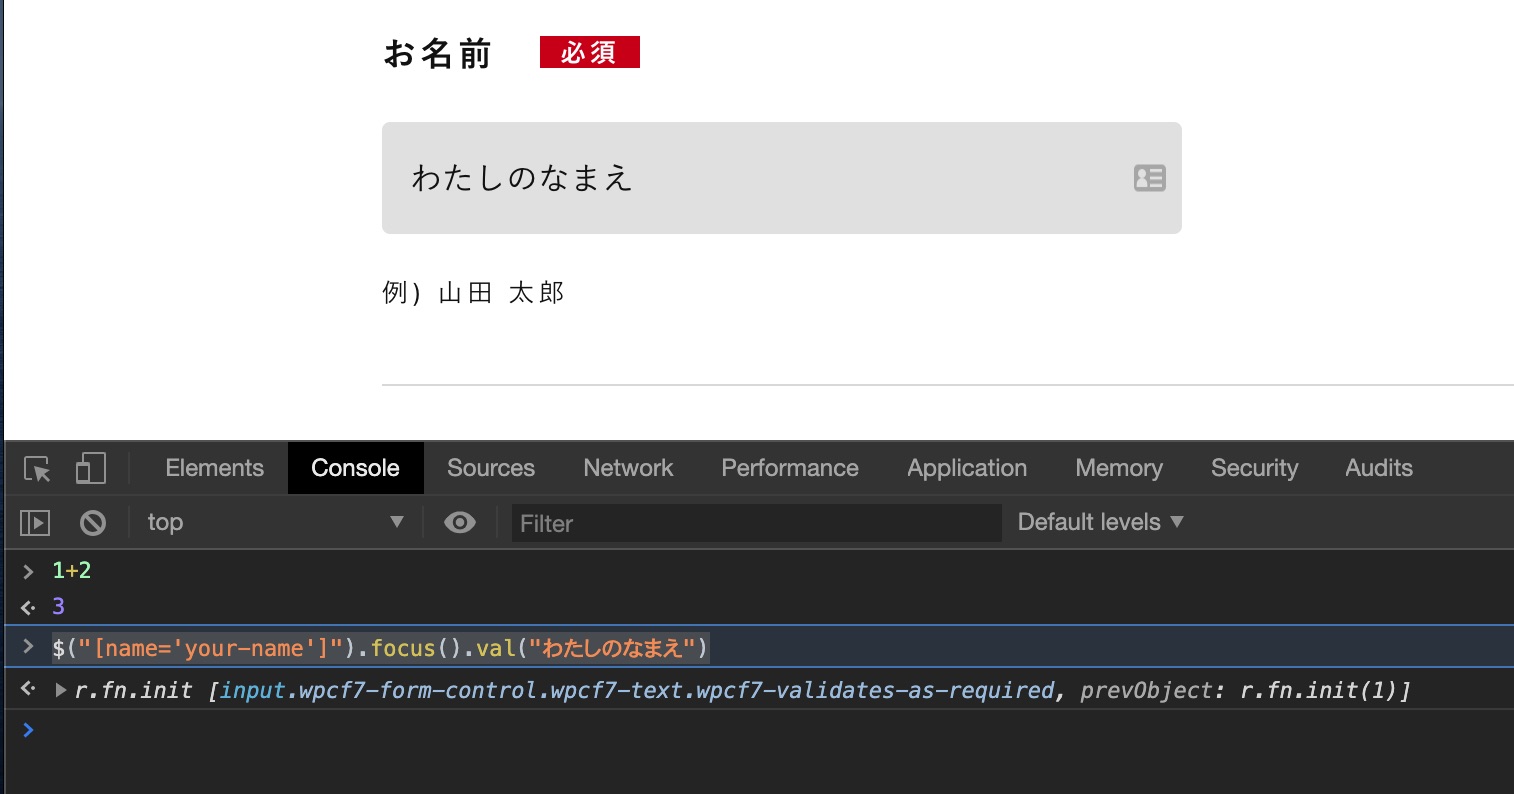 お名前 必須
わたしのなまえ
例) 山田 太郎
Elements Console Sources Network Performance Application Memory Security Audits
top ▼ Filter Default levels ▼
> 1+2
<· 3
> $("[name='your-name']").focus().val("わたしのなまえ")
<· ▶ r.fn.init [input.wpcf7-form-control.wpcf7-text.wpcf7-validates-as-required, prevObject: r.fn.init(1)]
>